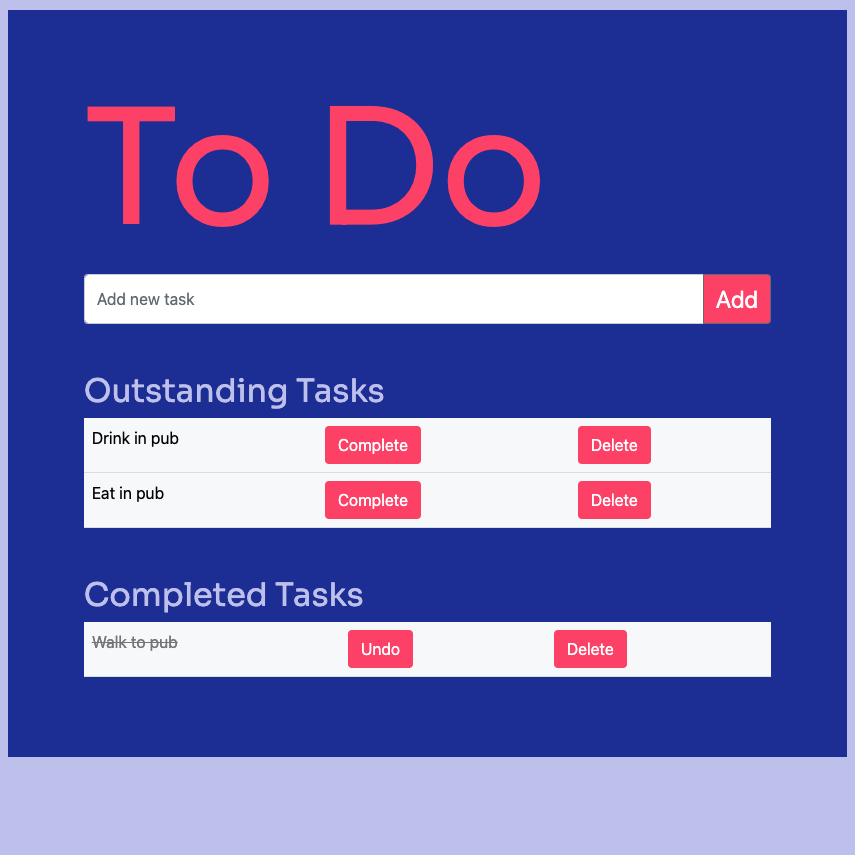 To Do
Add new task Add
Outstanding Tasks
Drink in pub Complete Delete
Eat in pub Complete Delete
Completed Tasks
Walk to pub Undo Delete